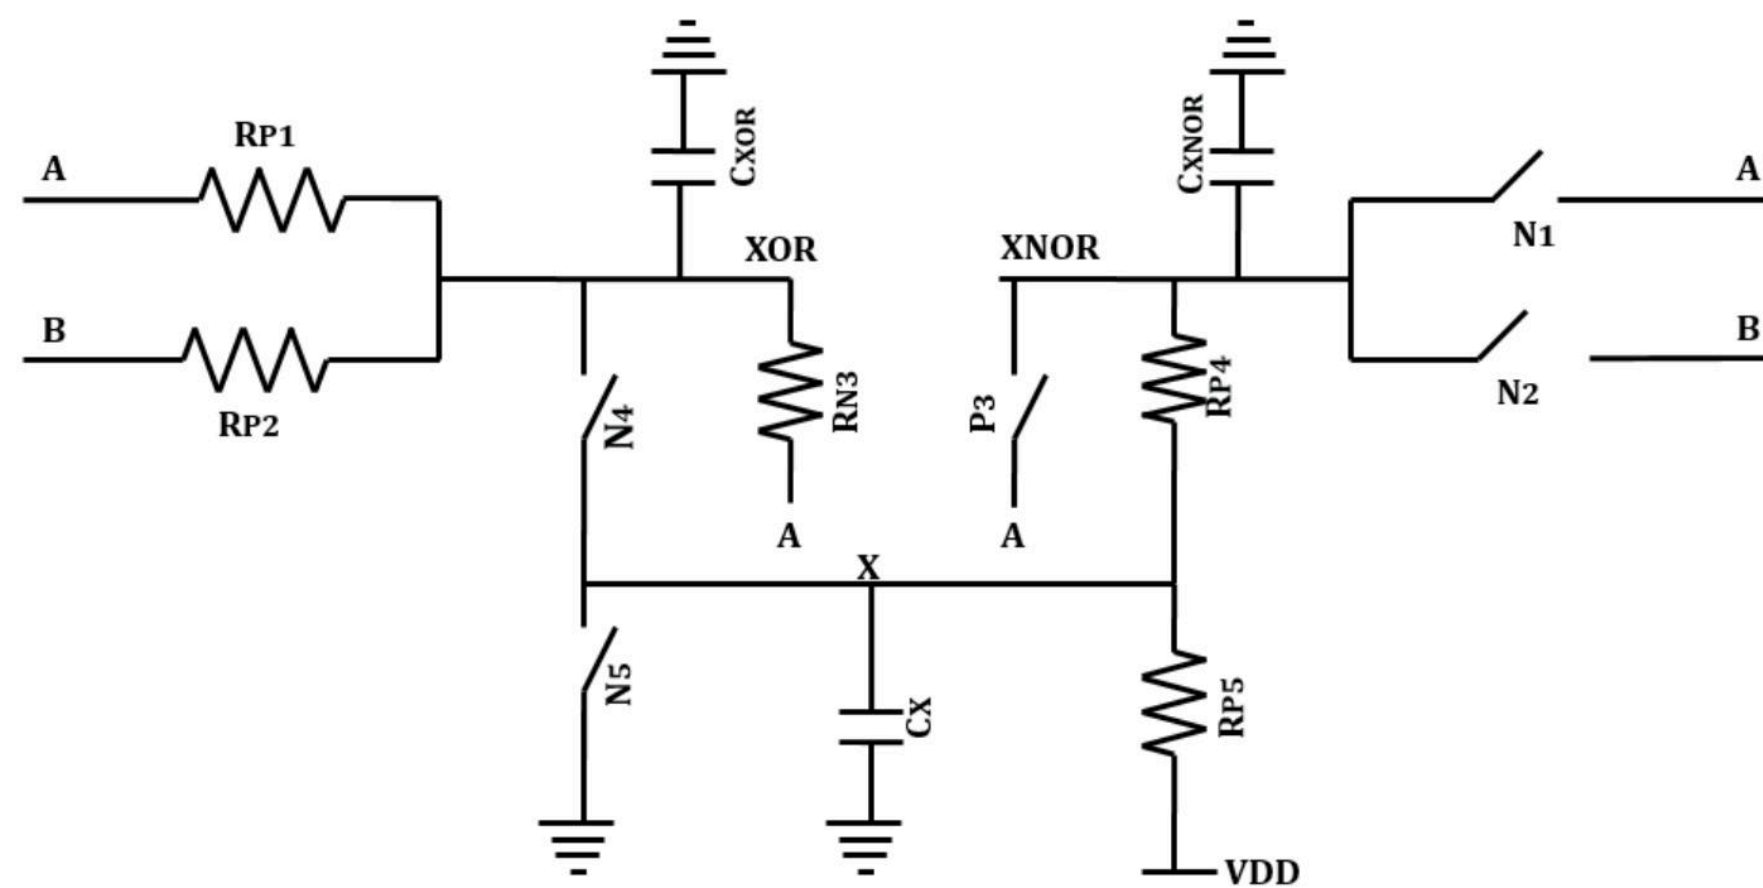 RP1
A
B
RP2
CXOR
XOR
N4
RN3
A
CXNOR
XNOR
P3
A
RP4
A
N1
B
N2
X
N5
CX
RP5
VDD